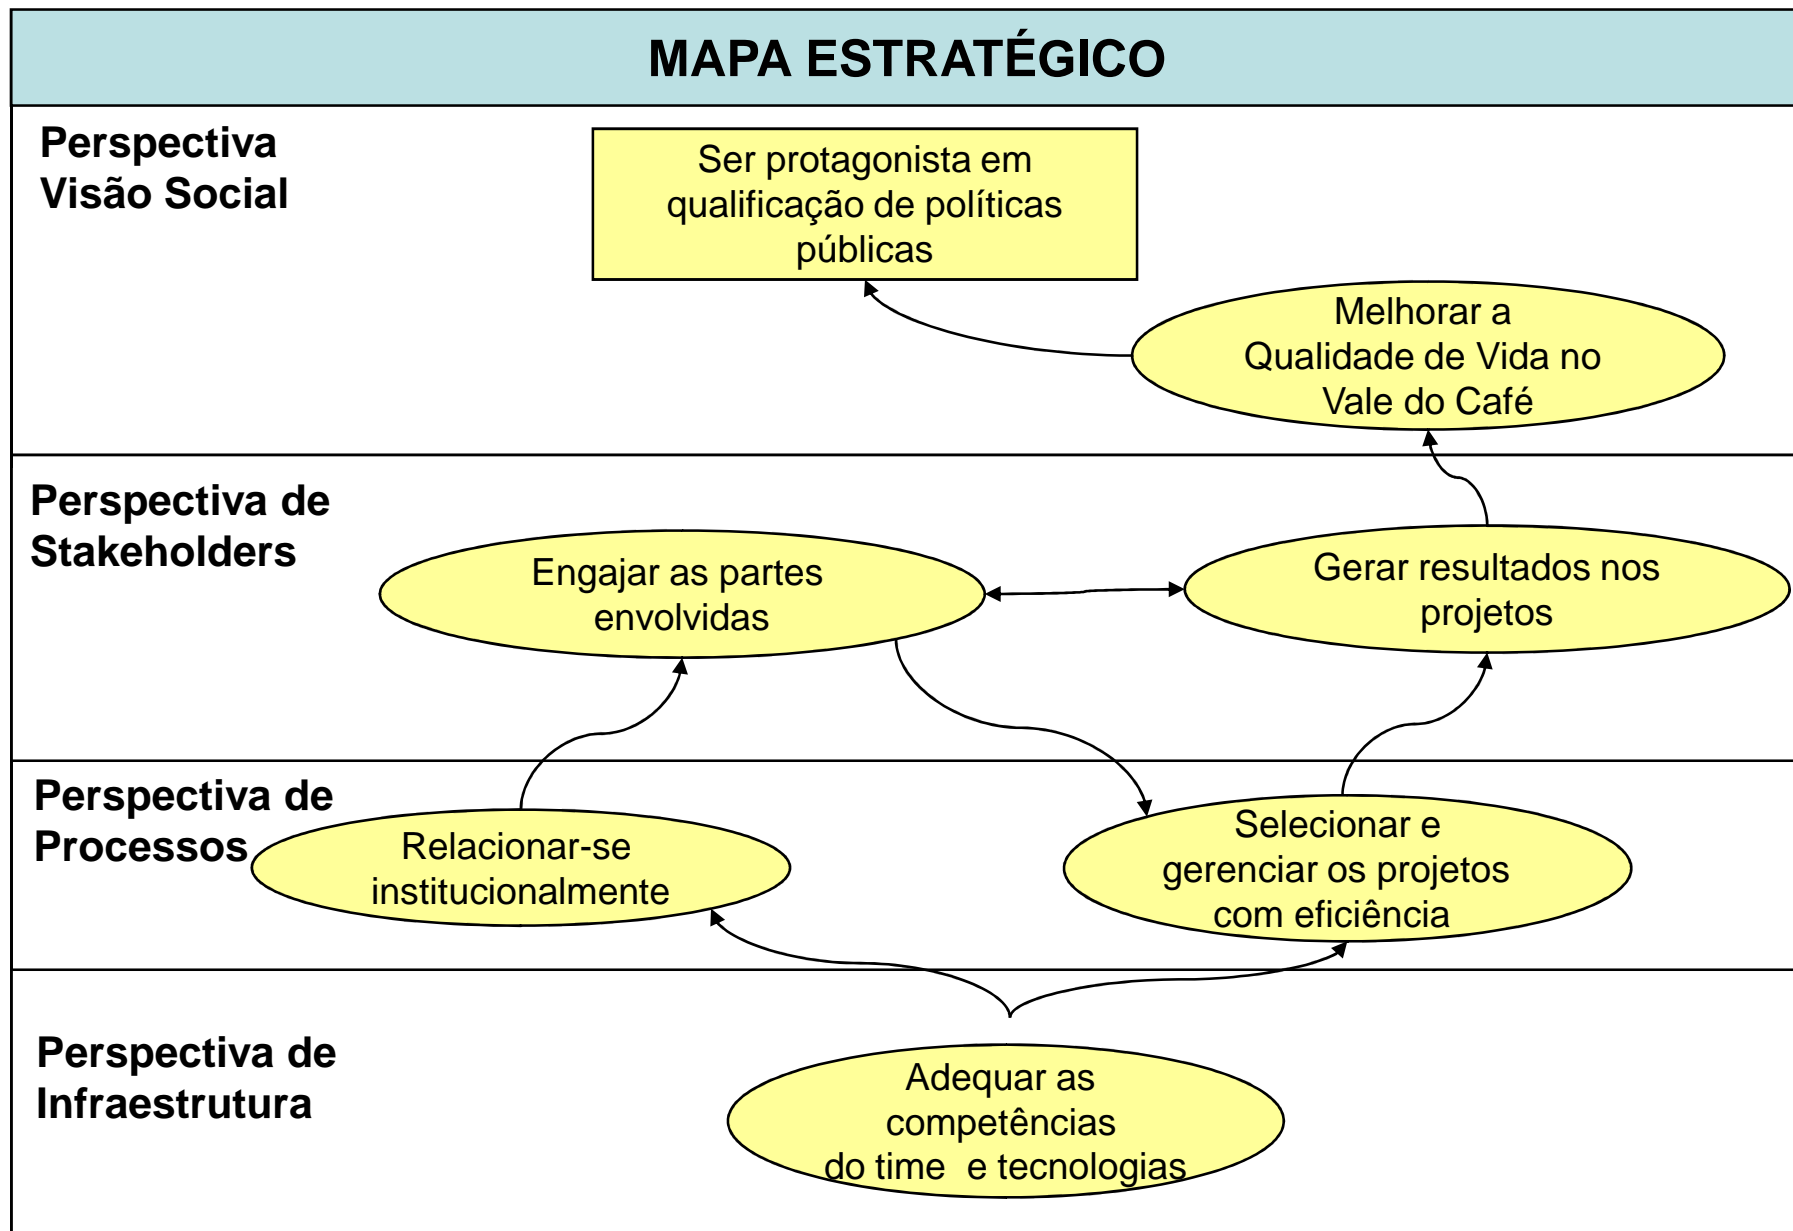 MAPA ESTRATÉGICO
Perspectiva
Visão Social
Ser protagonista em
qualificação de políticas
públicas
Melhorar a
Qualidade de Vida no
Vale do Café
Perspectiva de
Stakeholders
Engajar as partes
envolvidas
Gerar resultados nos
projetos
Perspectiva de
Processos
Relacionar-se
institucionalmente
Selecionar e
gerenciar os projetos
com eficiência
Perspectiva de
Infraestrutura
Adequar as
competências
do time e tecnologias